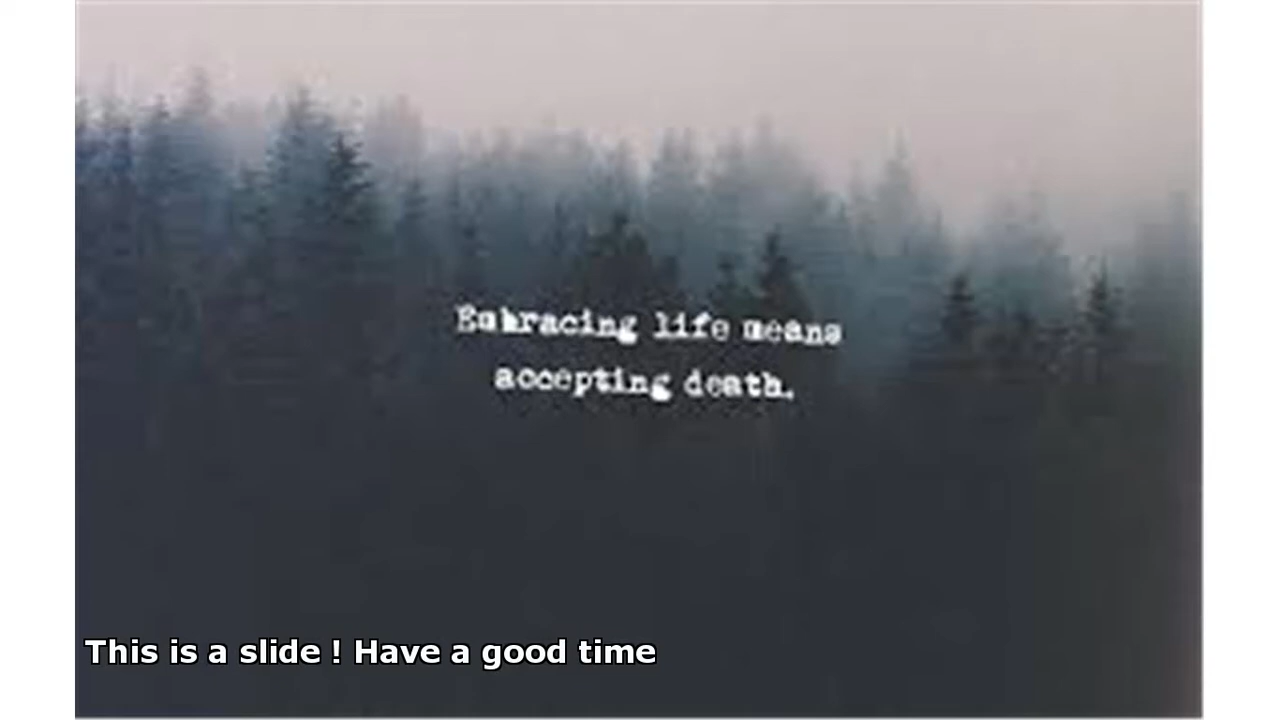 Embracing life means
accepting death.
This is a slide ! Have a good time